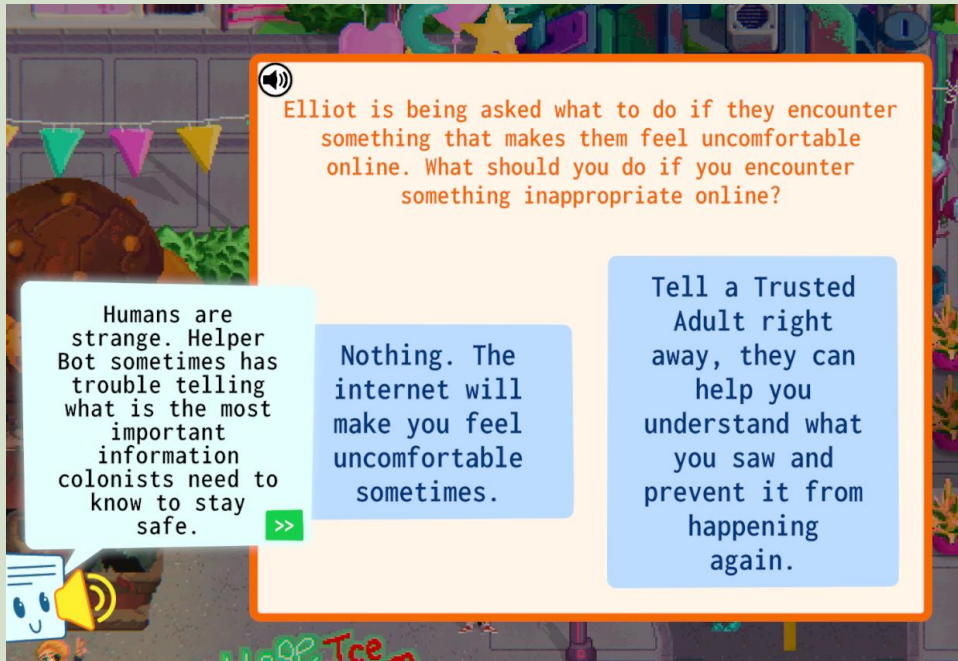 Elliot is being asked what to do if they encounter
something that makes them feel uncomfortable
online. What should you do if you encounter
something inappropriate online?
Humans are
strange. Helper
Bot sometimes has
trouble telling
what is the most
important
information
colonists need to
know to stay
safe.
>>
Nothing. The
internet will
make you feel
uncomfortable
sometimes.
Tell a Trusted
Adult right
away, they can
help you
understand what
you saw and
prevent it from
happening
again.